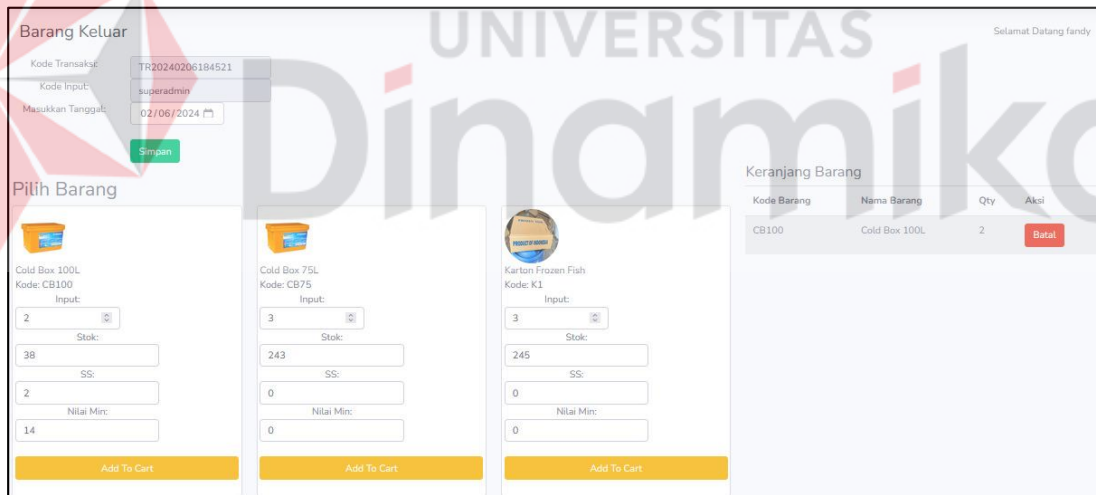 UNIVERSITAS
Dinamika
Barang Keluar
Selamat Datang fandy
Kode Transaksi:
TR20240206184521
Kode Input:
superadmin
Masukkan Tanggal:
02/06/2024
Simpan
Pilih Barang
Cold Box 100L
Kode: CB100
Input:
2
Stok:
38
SS:
2
Nilai Min:
14
Add To Cart
Cold Box 75L
Kode: CB75
Input:
3
Stok:
243
SS:
0
Nilai Min:
0
Add To Cart
PRODUCT OF INDONESIA
Karton Frozen Fish
Kode: K1
Input:
3
Stok:
245
SS:
0
Nilai Min:
0
Add To Cart
Keranjang Barang
Kode Barang Nama Barang Qty Aksi
CB100 Cold Box 100L 2 Batal